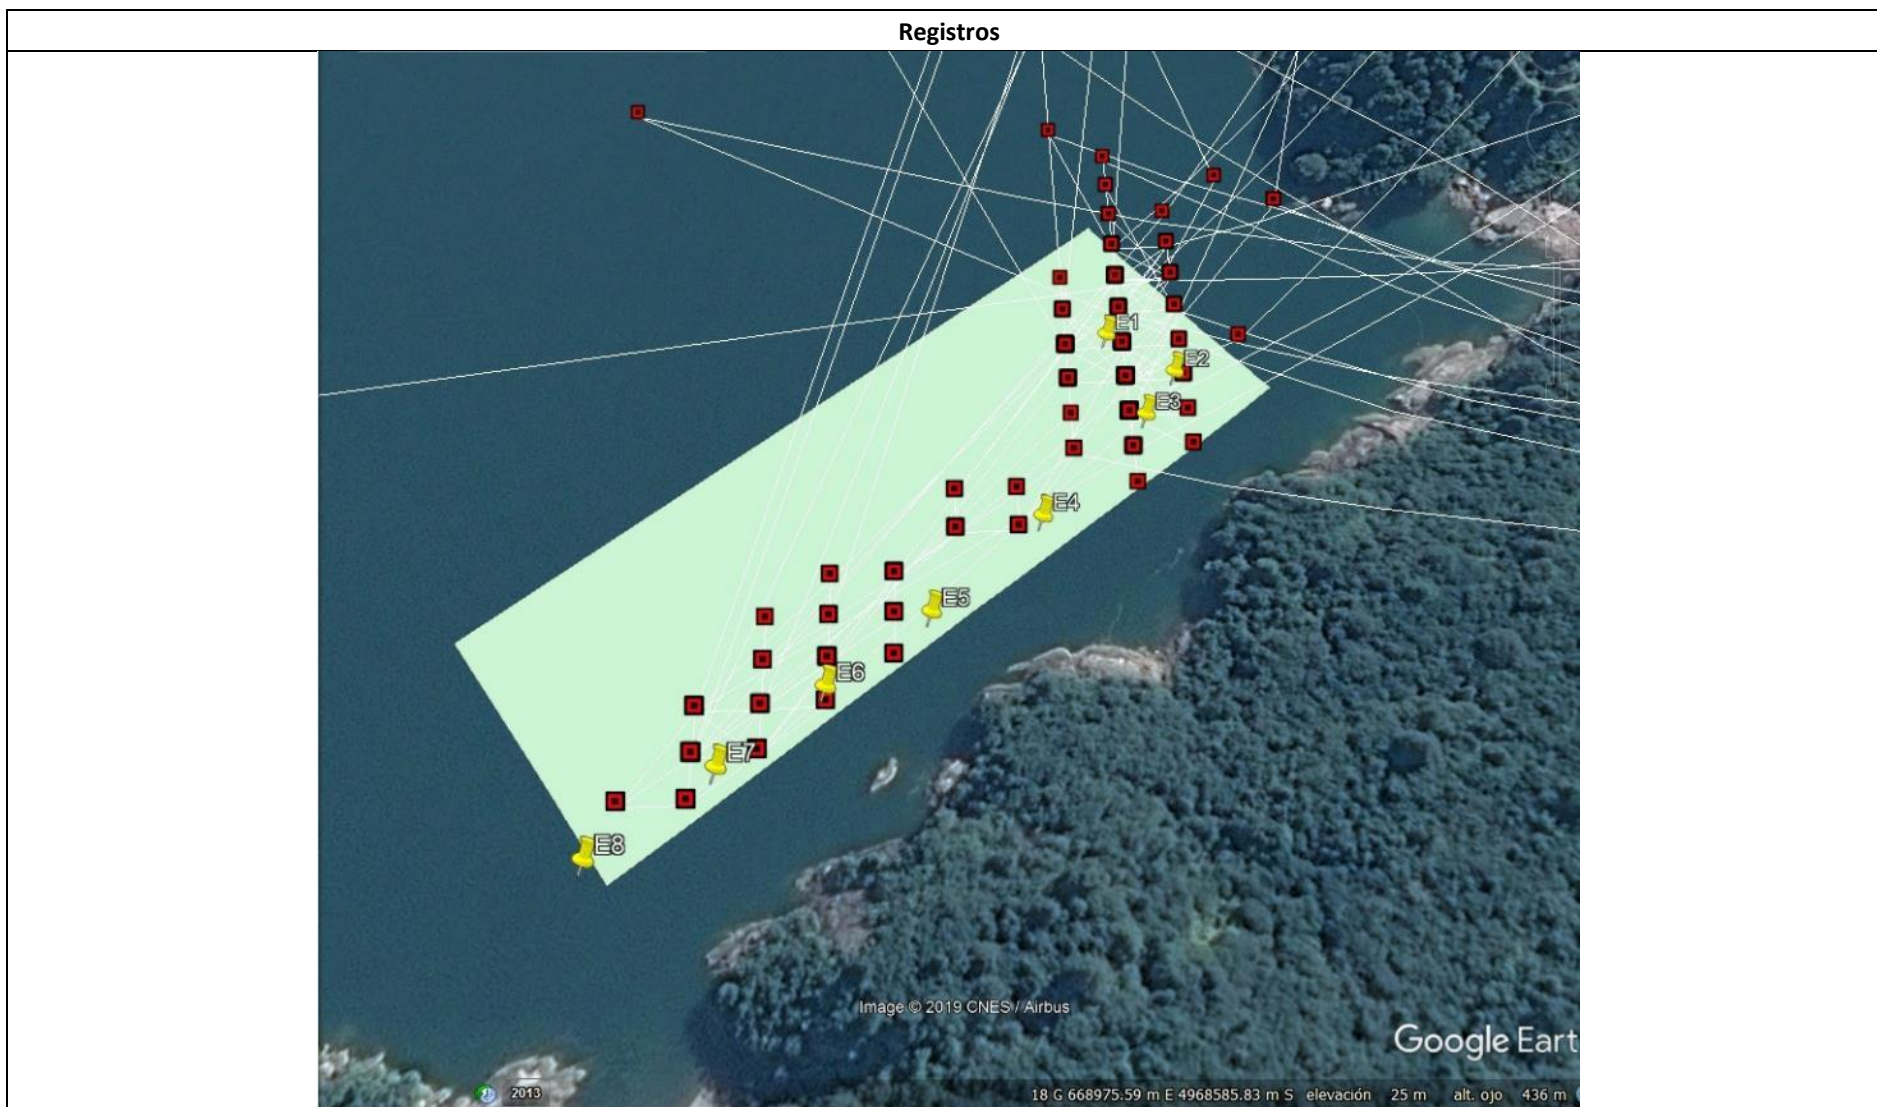 Registros
E1
E2
E3
E4
E5
E6
E7
E8
Image © 2019 CNES / Airbus
Google Eart
2013
18 G 668975.59 m E 4968585.83 m S elevación 25 m alt. ojo 436 m